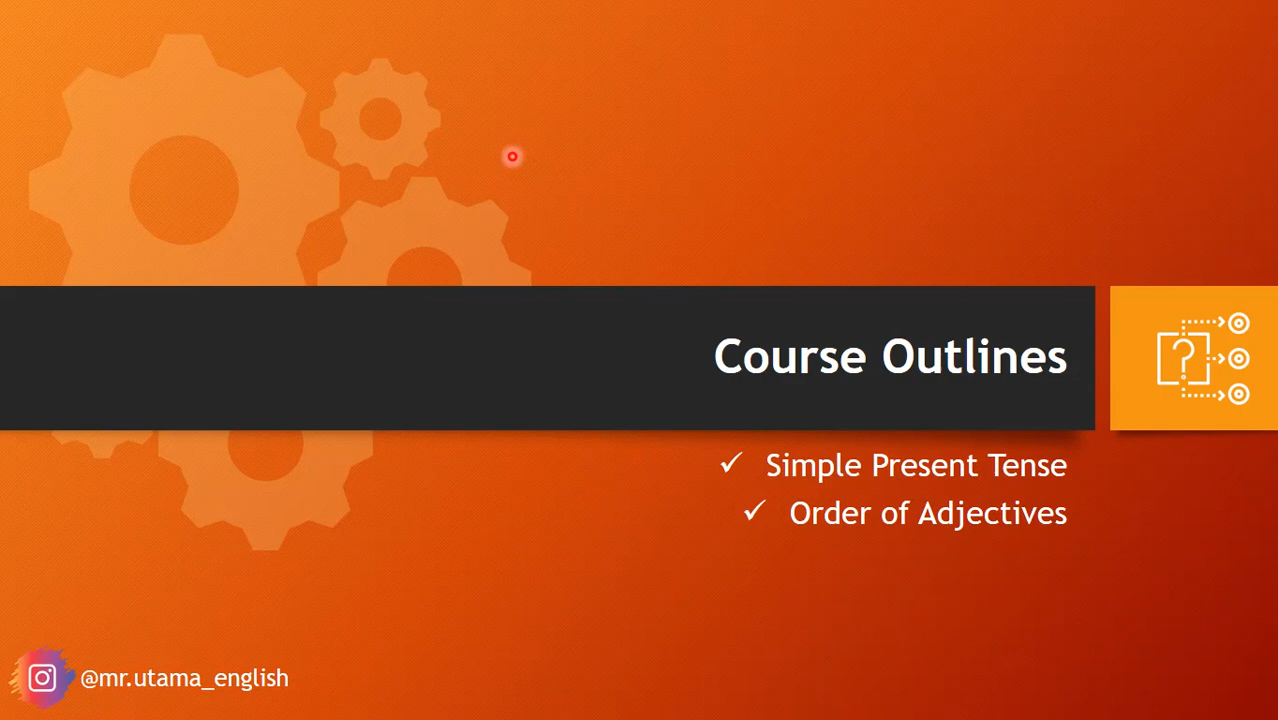 Course Outlines
✓ Simple Present Tense
✓ Order of Adjectives
@mr.utama_english